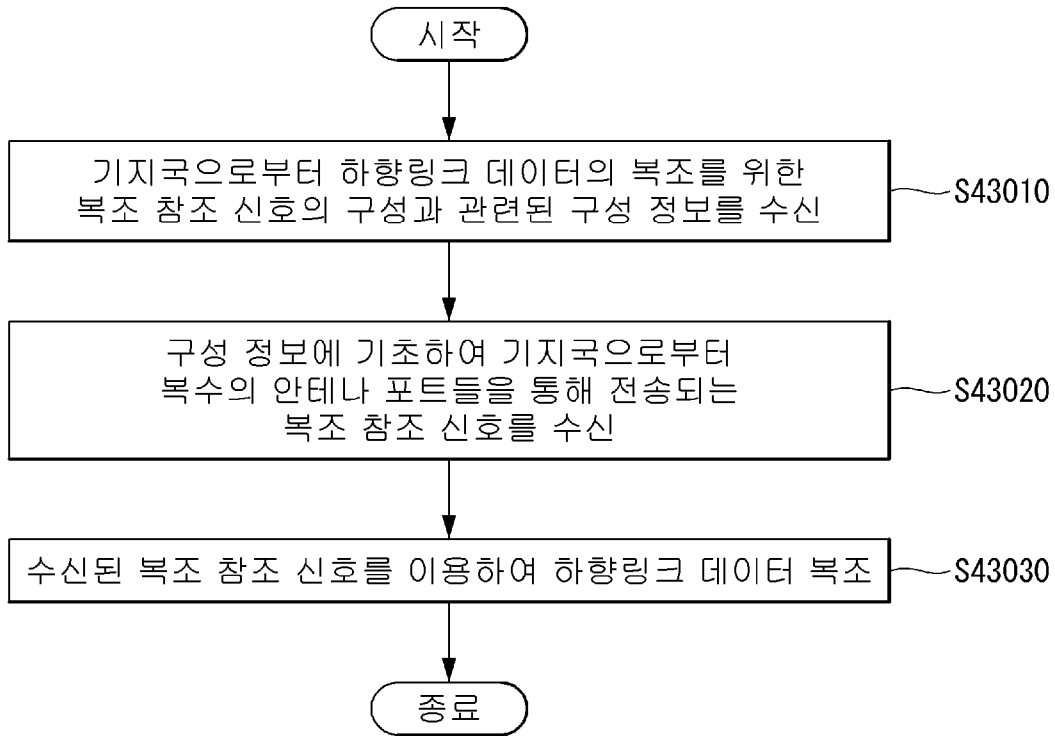 시작
기지국으로부터 하향링크 데이터의 복조를 위한
복조 참조 신호의 구성과 관련된 구성 정보를 수신
S43010
구성 정보에 기초하여 기지국으로부터
복수의 안테나 포트들을 통해 전송되는
복조 참조 신호를 수신
S43020
수신된 복조 참조 신호를 이용하여 하향링크 데이터 복조
S43030
종료